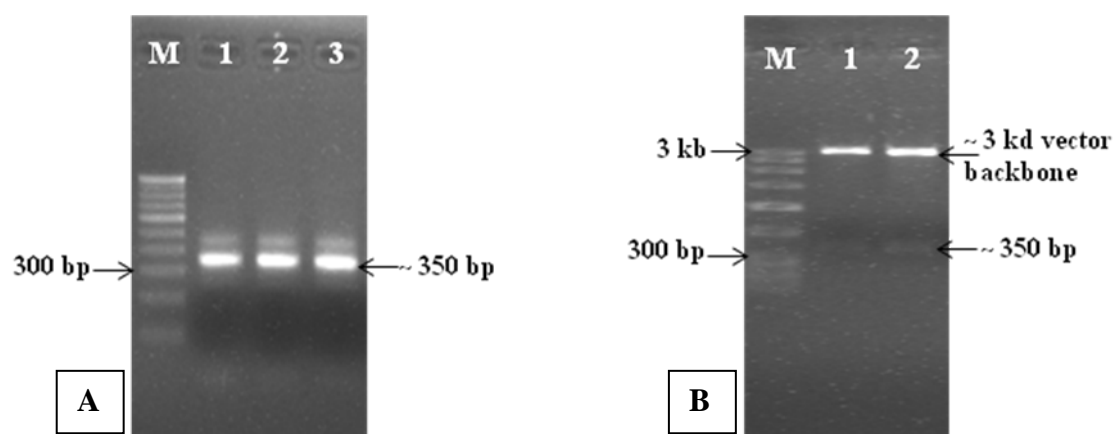 M 1 2 3
300 bp
~ 350 bp
A
M 1 2
3 kb
~ 3 kd vector
backbone
300 bp
~ 350 bp
B